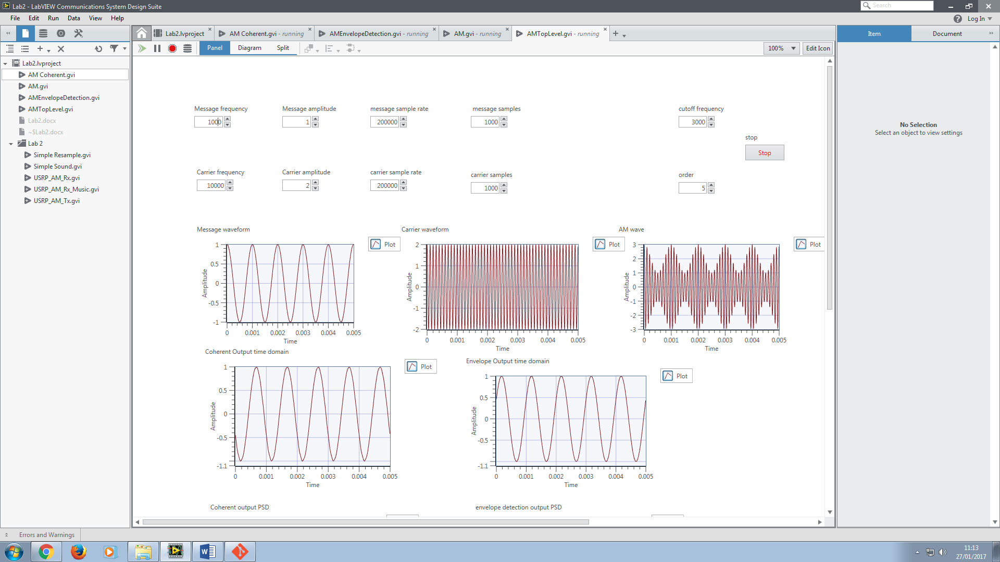 Lab2 - LabVIEW Communications System Design Suite
Search
File Edit Run Data View Help
Log In
Lab2.lvproject
AM Coherent.gvi - running
AMEnvelopeDetection.gvi - running
AM.gvi - running
AMTopLevel.gvi - running
Item
Document
Panel Diagram Split
100%
Edit Icon
Lab2.lvproject
AM Coherent.gvi
AM.gvi
AMEnvelopeDetection.gvi
AMTopLevel.gvi
Lab2.docx
~$Lab2.docx
Lab 2
Simple Resample.gvi
Simple Sound.gvi
USRP_AM_Rx.gvi
USRP_AM_Rx_Music.gvi
USRP_AM_Tx.gvi
No Selection
Select an object to view settings
Message frequency
1000
Message amplitude
1
message sample rate
200000
message samples
1000
cutoff frequency
3000
stop
Stop
Carrier frequency
10000
Carrier amplitude
2
carrier sample rate
200000
carrier samples
1000
order
5
Message waveform
Plot
1
0.5
0
-0.5
-1
Amplitude
0 0.001 0.002 0.003 0.004 0.005
Time
Carrier waveform
Plot
2
1
0
-1
-2
Amplitude
0 0.001 0.002 0.003 0.004 0.005
Time
AM wave
Plot
3
2
1
0
-1
-2
-3
Amplitude
0 0.001 0.002 0.003 0.004 0.005
Time
Coherent Output time domain
Plot
1
0.5
0
-0.5
-1.1
Amplitude
0 0.001 0.002 0.003 0.004 0.005
Time
Envelope Output time domain
Plot
1
0.5
0
-0.5
-1.1
Amplitude
0 0.001 0.002 0.003 0.004 0.005
Time
Coherent output PSD
envelope detection output PSD
Errors and Warnings
11:13
27/01/2017